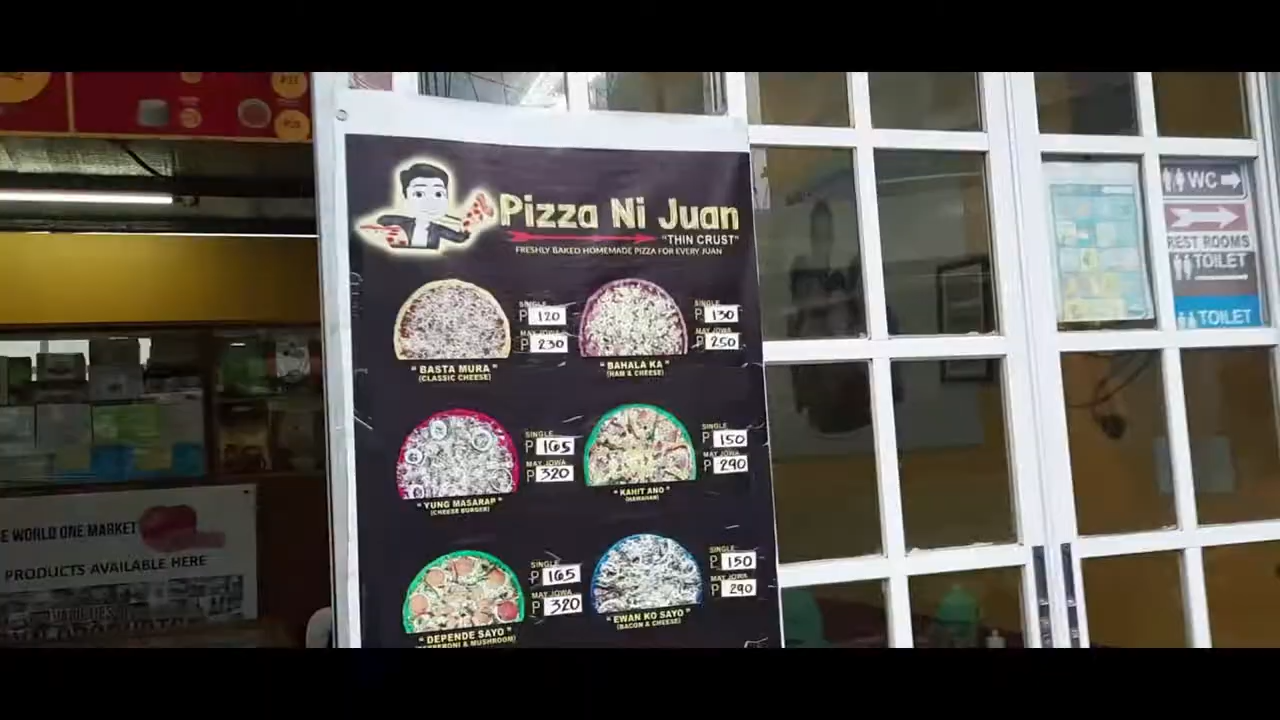 Pizza Ni Juan
"THIN CRUST"
FRESHLY BAKED HOMEMADE PIZZA FOR EVERY JUAN
SINGLE
P 120
MAY JOWA
P 230
" BASTA MURA "
(CLASSIC CHEESE)
SINGLE
P 130
MAY JOWA
P 250
" BAHALA KA "
(HAM & CHEESE)
SINGLE
P 165
MAY JOWA
P 320
" YUNG MASARAP "
(CHEESE BURGER)
SINGLE
P 150
MAY JOWA
P 290
" KAHIT ANO "
(HAWAIIAN)
SINGLE
P 165
MAY JOWA
P 320
" DEPENDE SAYO "
& MUSHROOM)
SINGLE
P 150
MAY JOWA
P 290
" EWAN KO SAYO "
(BACON & CHEESE)
WC
REST ROOMS
TOILET
TOILET
WORLD ONE MARKET
PRODUCTS AVAILABLE HERE